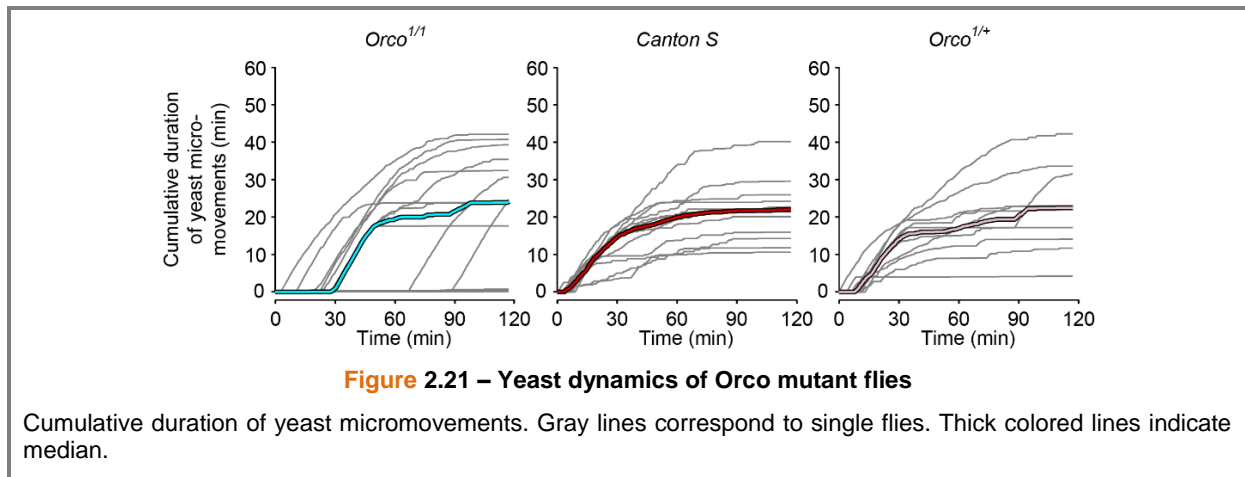 Orco1/1 Canton S Orco1/+
Cumulative duration
of yeast micro-
movements (min)
60 60 60
50 50 50
40 40 40
30 30 30
20 20 20
10 10 10
0 0 0
0 30 60 90 120 0 30 60 90 120 0 30 60 90 120
Time (min) Time (min) Time (min)
Figure 2.21 – Yeast dynamics of Orco mutant flies
Cumulative duration of yeast micromovements. Gray lines correspond to single flies. Thick colored lines indicate
median.